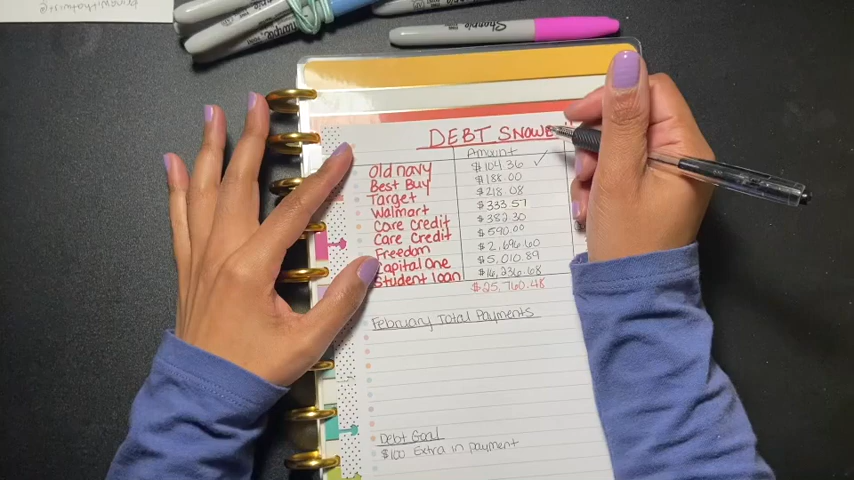 Sharpie
DEBT SNOWB
Amount
Old navy $104.36 ✓
Best Buy $188.00
Target $218.08
Walmart $333.57
Care Credit $382.30
Care Credit $590.00
Freedom $2,696.60
Capital One $5,010.89
Student loan $16,236.68
$25,760.48
February Total Payments
Debt Goal
$100 Extra in payment